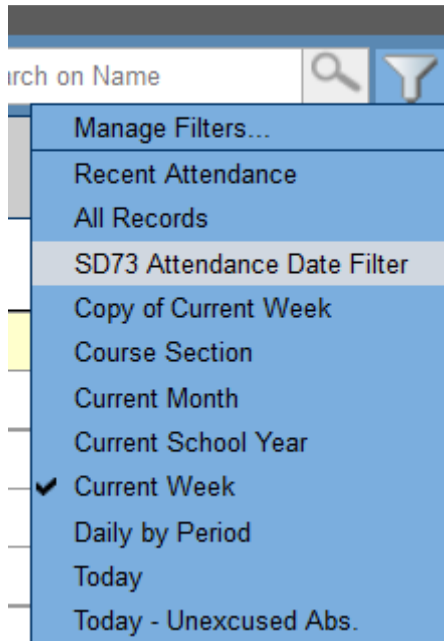 rch on Name
Manage Filters...
Recent Attendance
All Records
SD73 Attendance Date Filter
Copy of Current Week
Course Section
Current Month
Current School Year
Current Week
Daily by Period
Today
Today - Unexcused Abs.